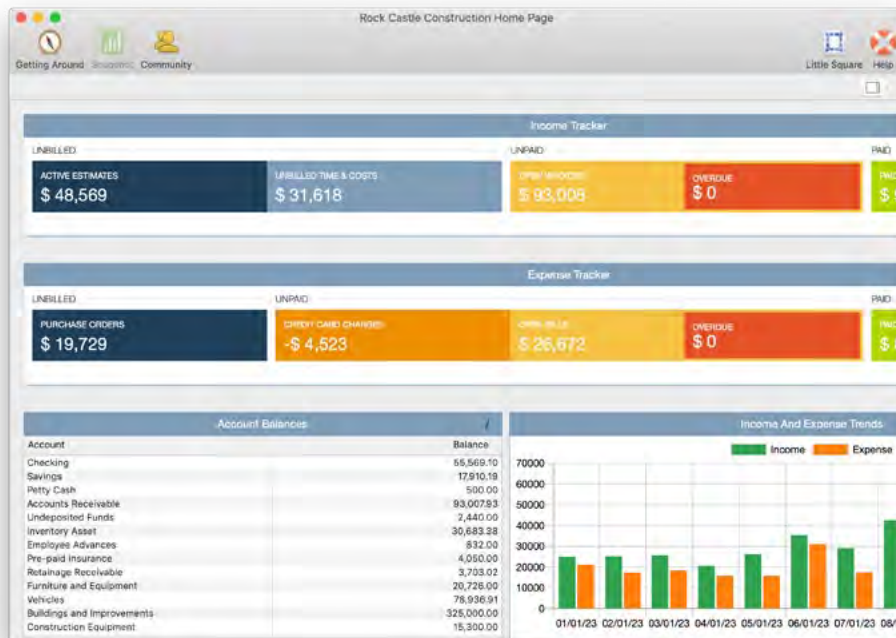 Rock Castle Construction Home Page
Getting Around Snapshot Community Little Square Help
Income Tracker
UNBILLED UNPAID PAID
ACTIVE ESTIMATES UNBILLED TIME & COSTS OPEN INVOICES OVERDUE
$ 48,569 $ 31,618 $ 93,008 $ 0 $
Expense Tracker
UNBILLED UNPAID PAID
PURCHASE ORDERS CREDIT CARD CHARGES OPEN BILLS OVERDUE
$ 19,729 -$ 4,523 $ 26,672 $ 0 $
Account Balances
Account Balance
Checking 55,569.10
Savings 17,910.19
Petty Cash 500.00
Accounts Receivable 93,007.93
Undeposited Funds 2,440.00
Inventory Asset 30,683.38
Employee Advances 832.00
Pre-paid Insurance 4,050.00
Retainage Receivable 3,703.02
Furniture and Equipment 20,726.00
Vehicles 78,936.91
Buildings and Improvements 325,000.00
Construction Equipment 15,300.00
Income And Expense Trends
Income Expense
70000
60000
50000
40000
30000
20000
10000
0
01/01/23 02/01/23 03/01/23 04/01/23 05/01/23 06/01/23 07/01/23